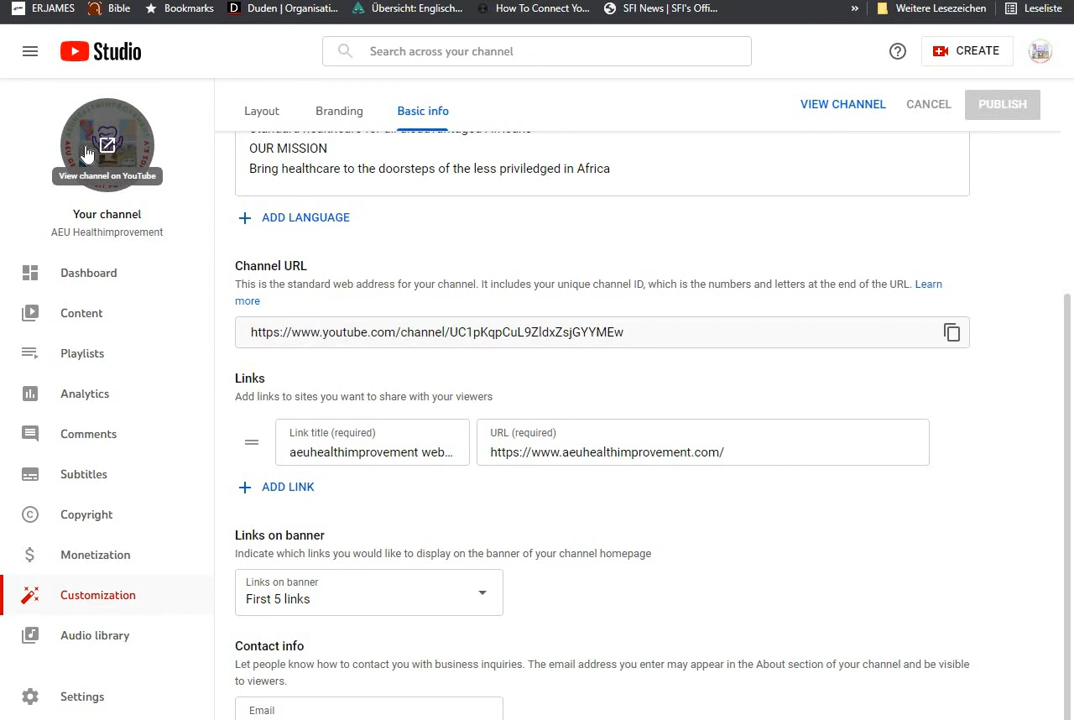 ERJAMES Bible Bookmarks Duden | Organisati... Übersicht: Englisch... How To Connect Yo... SFI News | SFI's Offi... » Weitere Lesezeichen Leseliste
Studio
Search across your channel
CREATE
Layout
Branding
Basic info
VIEW CHANNEL
CANCEL
PUBLISH
View channel on YouTube
Your channel
AEU Healthimprovement
Dashboard
Content
Playlists
Analytics
Comments
Subtitles
Copyright
Monetization
Customization
Audio library
Settings
OUR MISSION
Bring healthcare to the doorsteps of the less priviledged in Africa
ADD LANGUAGE
Channel URL
This is the standard web address for your channel. It includes your unique channel ID, which is the numbers and letters at the end of the URL. Learn
more
https://www.youtube.com/channel/UC1pKqpCuL9ZldxZsjGYYMEw
Links
Add links to sites you want to share with your viewers
Link title (required)
aeuhealthimprovement web...
URL (required)
https://www.aeuhealthimprovement.com/
ADD LINK
Links on banner
Indicate which links you would like to display on the banner of your channel homepage
Links on banner
First 5 links
Contact info
Let people know how to contact you with business inquiries. The email address you enter may appear in the About section of your channel and be visible
to viewers.
Email